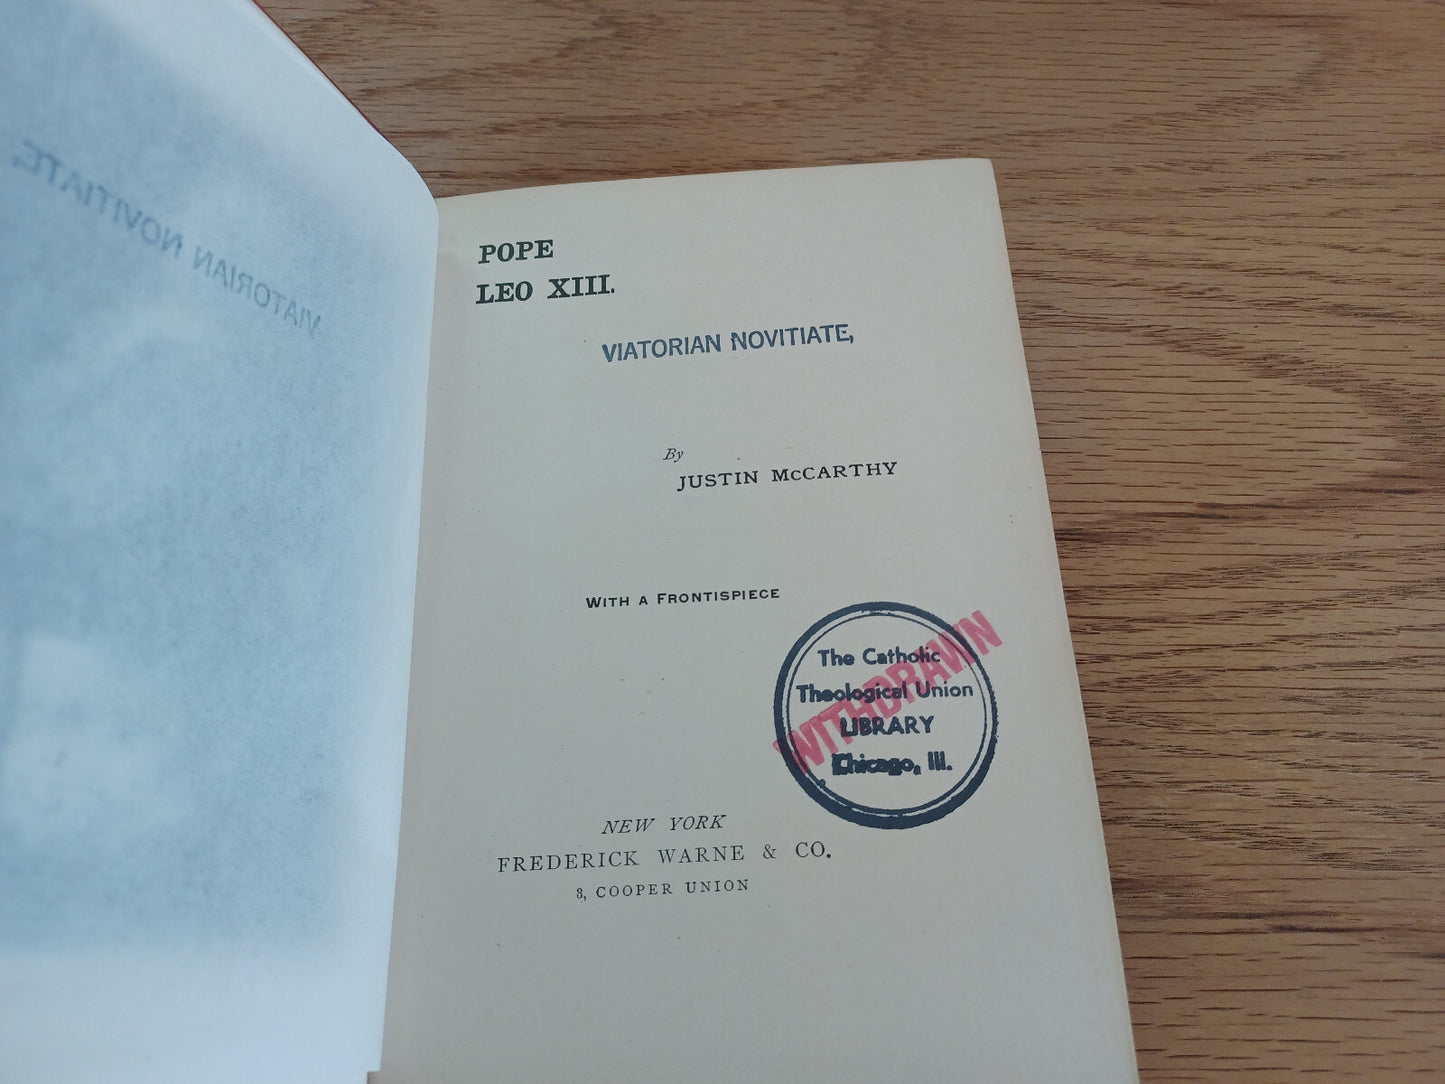 VIATORIAN NOVITIATE,
POPE
LEO XIII.
VIATORIAN NOVITIATE,
By
JUSTIN McCARTHY
WITH A FRONTISPIECE
The Catholic
Theological Union
LIBRARY
Chicago, Ill.
WITHDRAWN
NEW YORK
FREDERICK WARNE & CO.
3, COOPER UNION